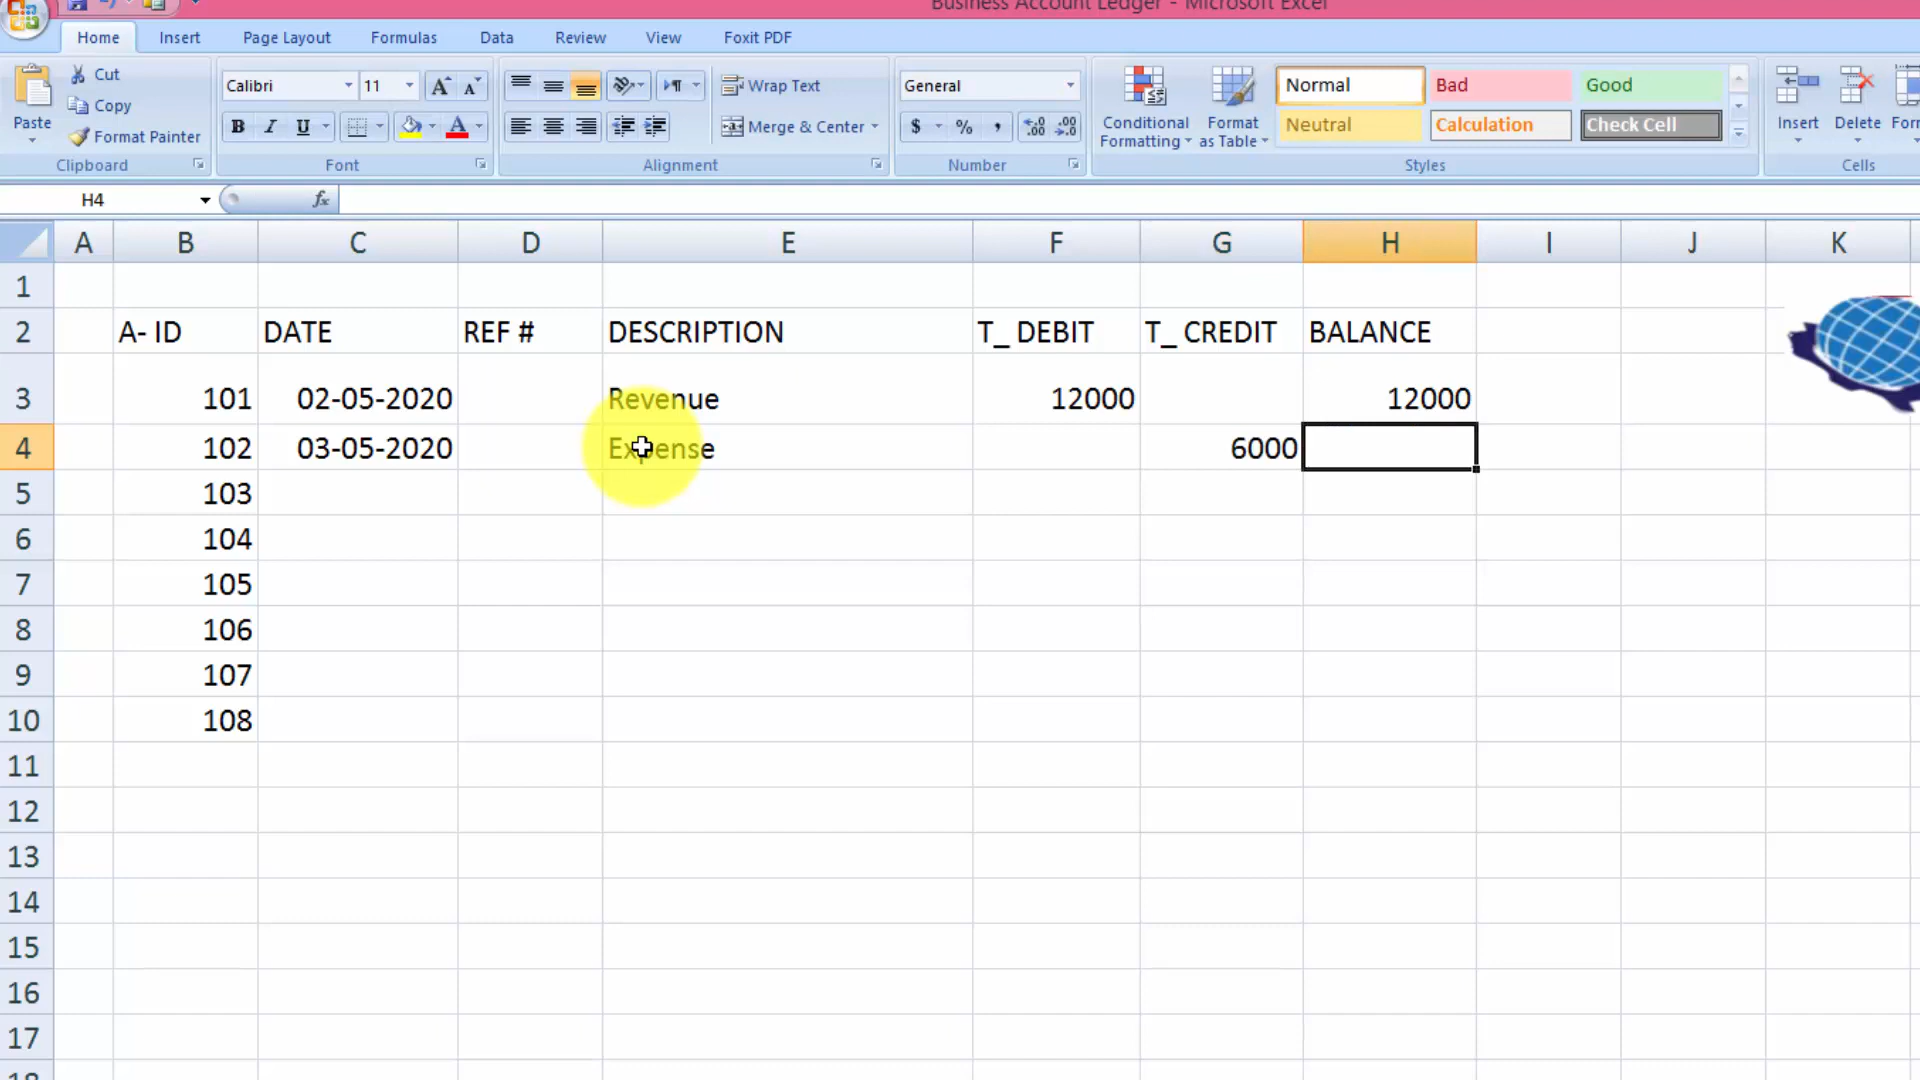 Business Account Ledger - Microsoft Excel
Home Insert Page Layout Formulas Data Review View Foxit PDF
Paste Cut Copy Format Painter
Clipboard
Calibri 11
B I U A
Font
Wrap Text
Merge & Center
Alignment
General
$ % ,
Number
Conditional Formatting
Format as Table
Normal Bad Good
Neutral Calculation Check Cell
Styles
Insert Delete
Cells
H4 fx
A B C D E F G H I J K
1
2 A- ID DATE REF # DESCRIPTION T_ DEBIT T_ CREDIT BALANCE
3 101 02-05-2020 Revenue 12000 12000
4 102 03-05-2020 Expense 6000
5 103
6 104
7 105
8 106
9 107
10 108
11
12
13
14
15
16
17